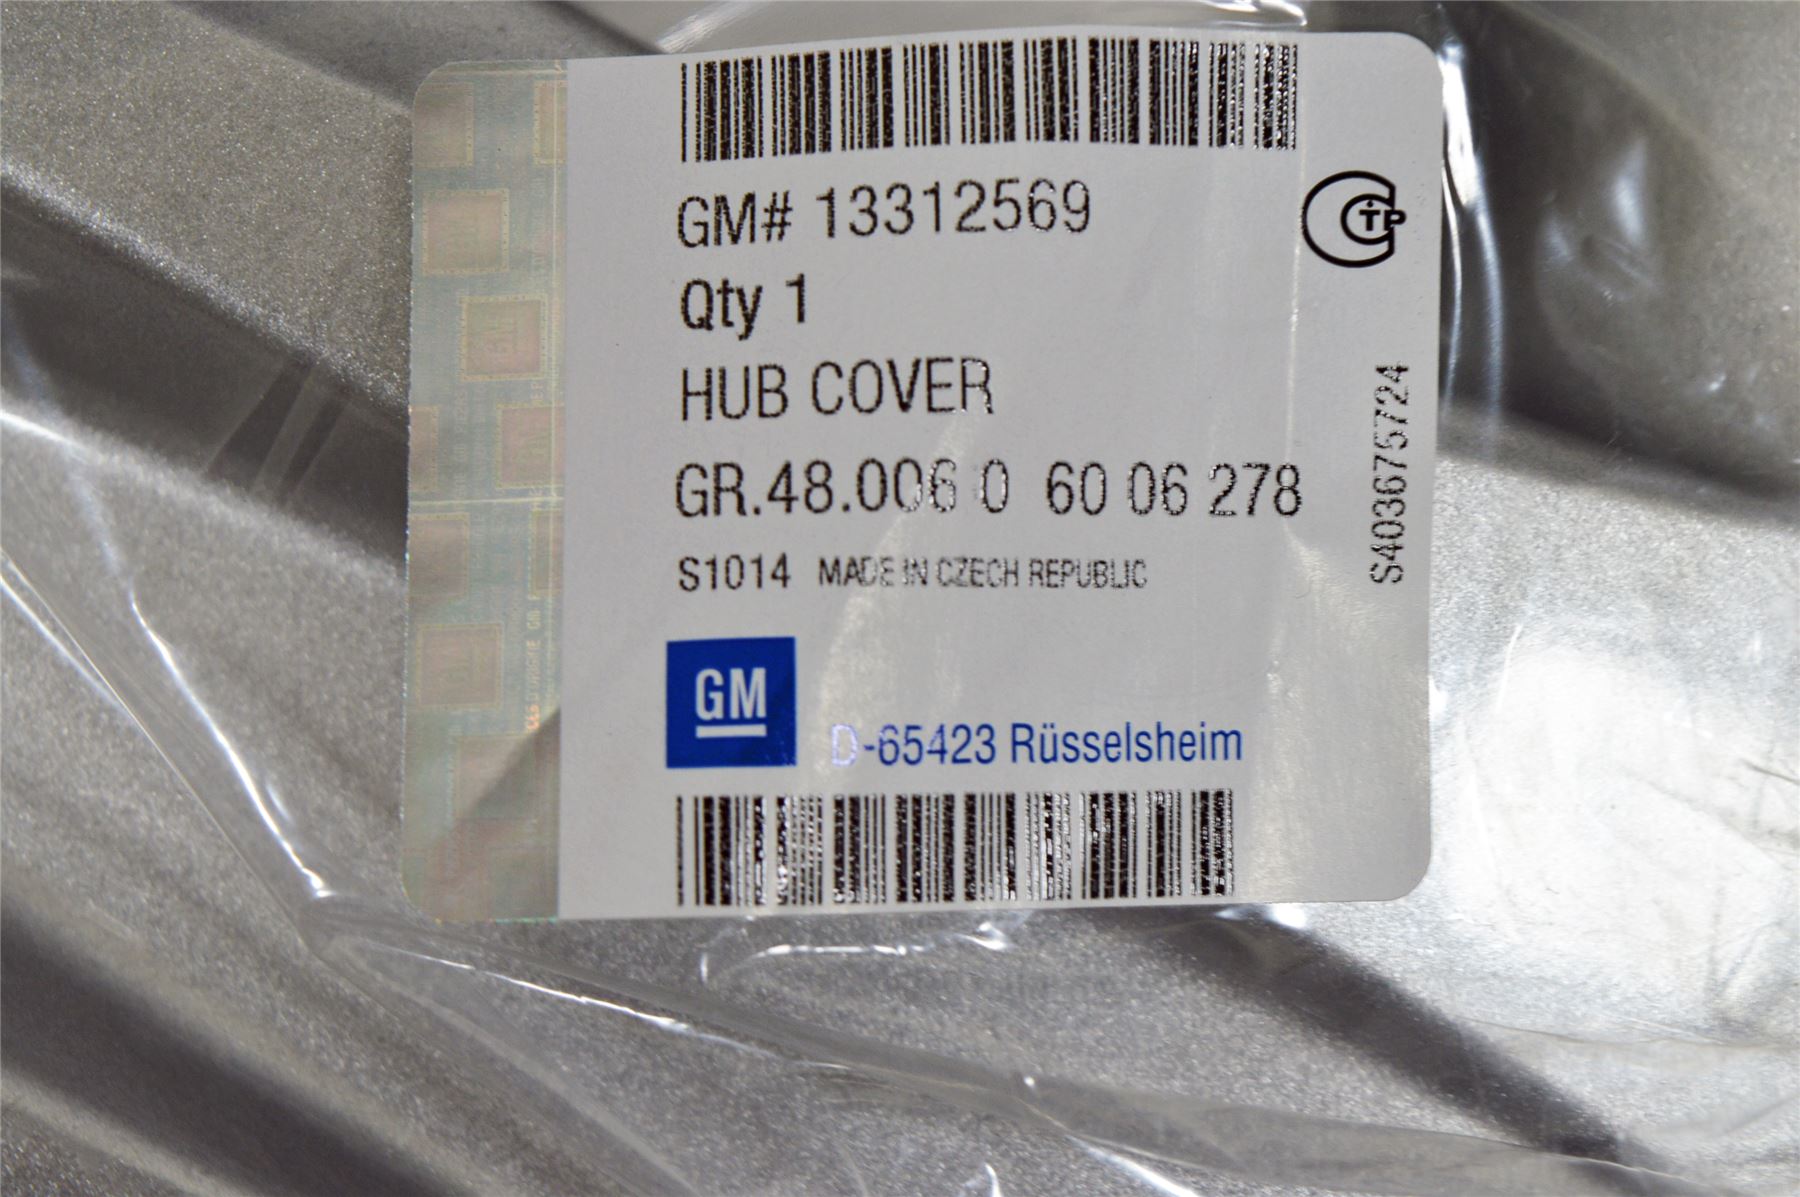 GM# 13312569
Qty 1
HUB COVER
GR.48.006 0 60 06 278
S1014 MADE IN CZECH REPUBLIC
GM
D-65423 Rüsselsheim
S403675724